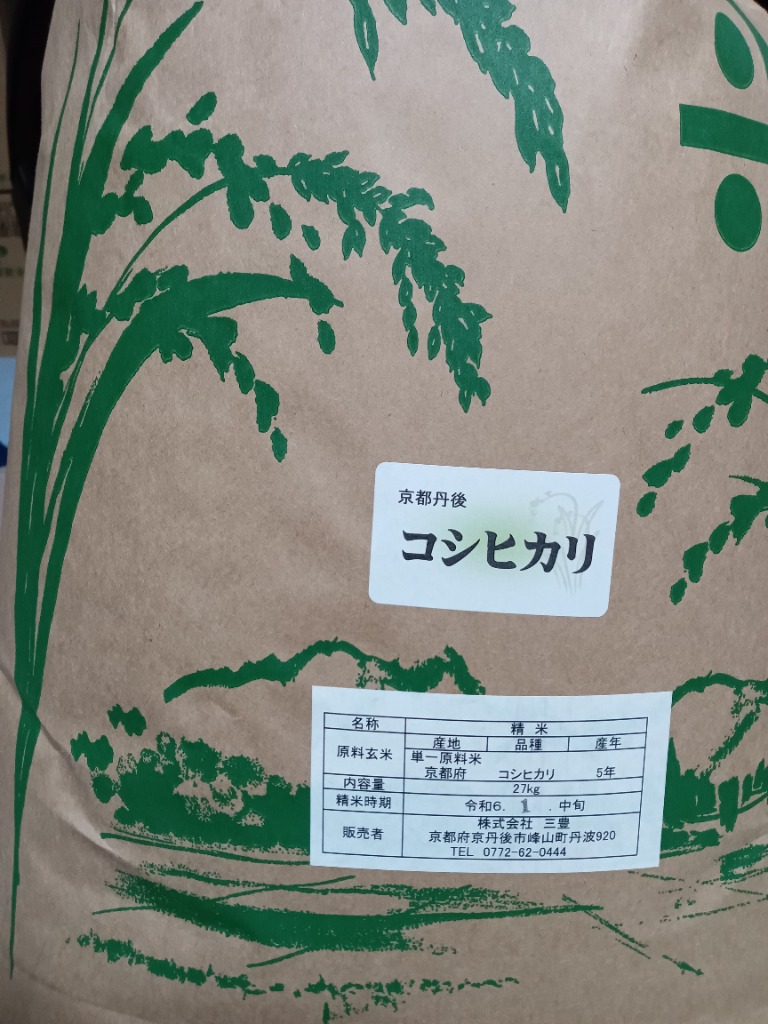 京都丹後
コシヒカリ
名称 精米
原料玄米 産地 品種 産年
単一原料米
京都府 コシヒカリ 5年
内容量 27kg
精米時期 令和6. 1 .中旬
販売者 株式会社 三豊
京都府京丹後市峰山町丹波920
TEL 0772-62-0444